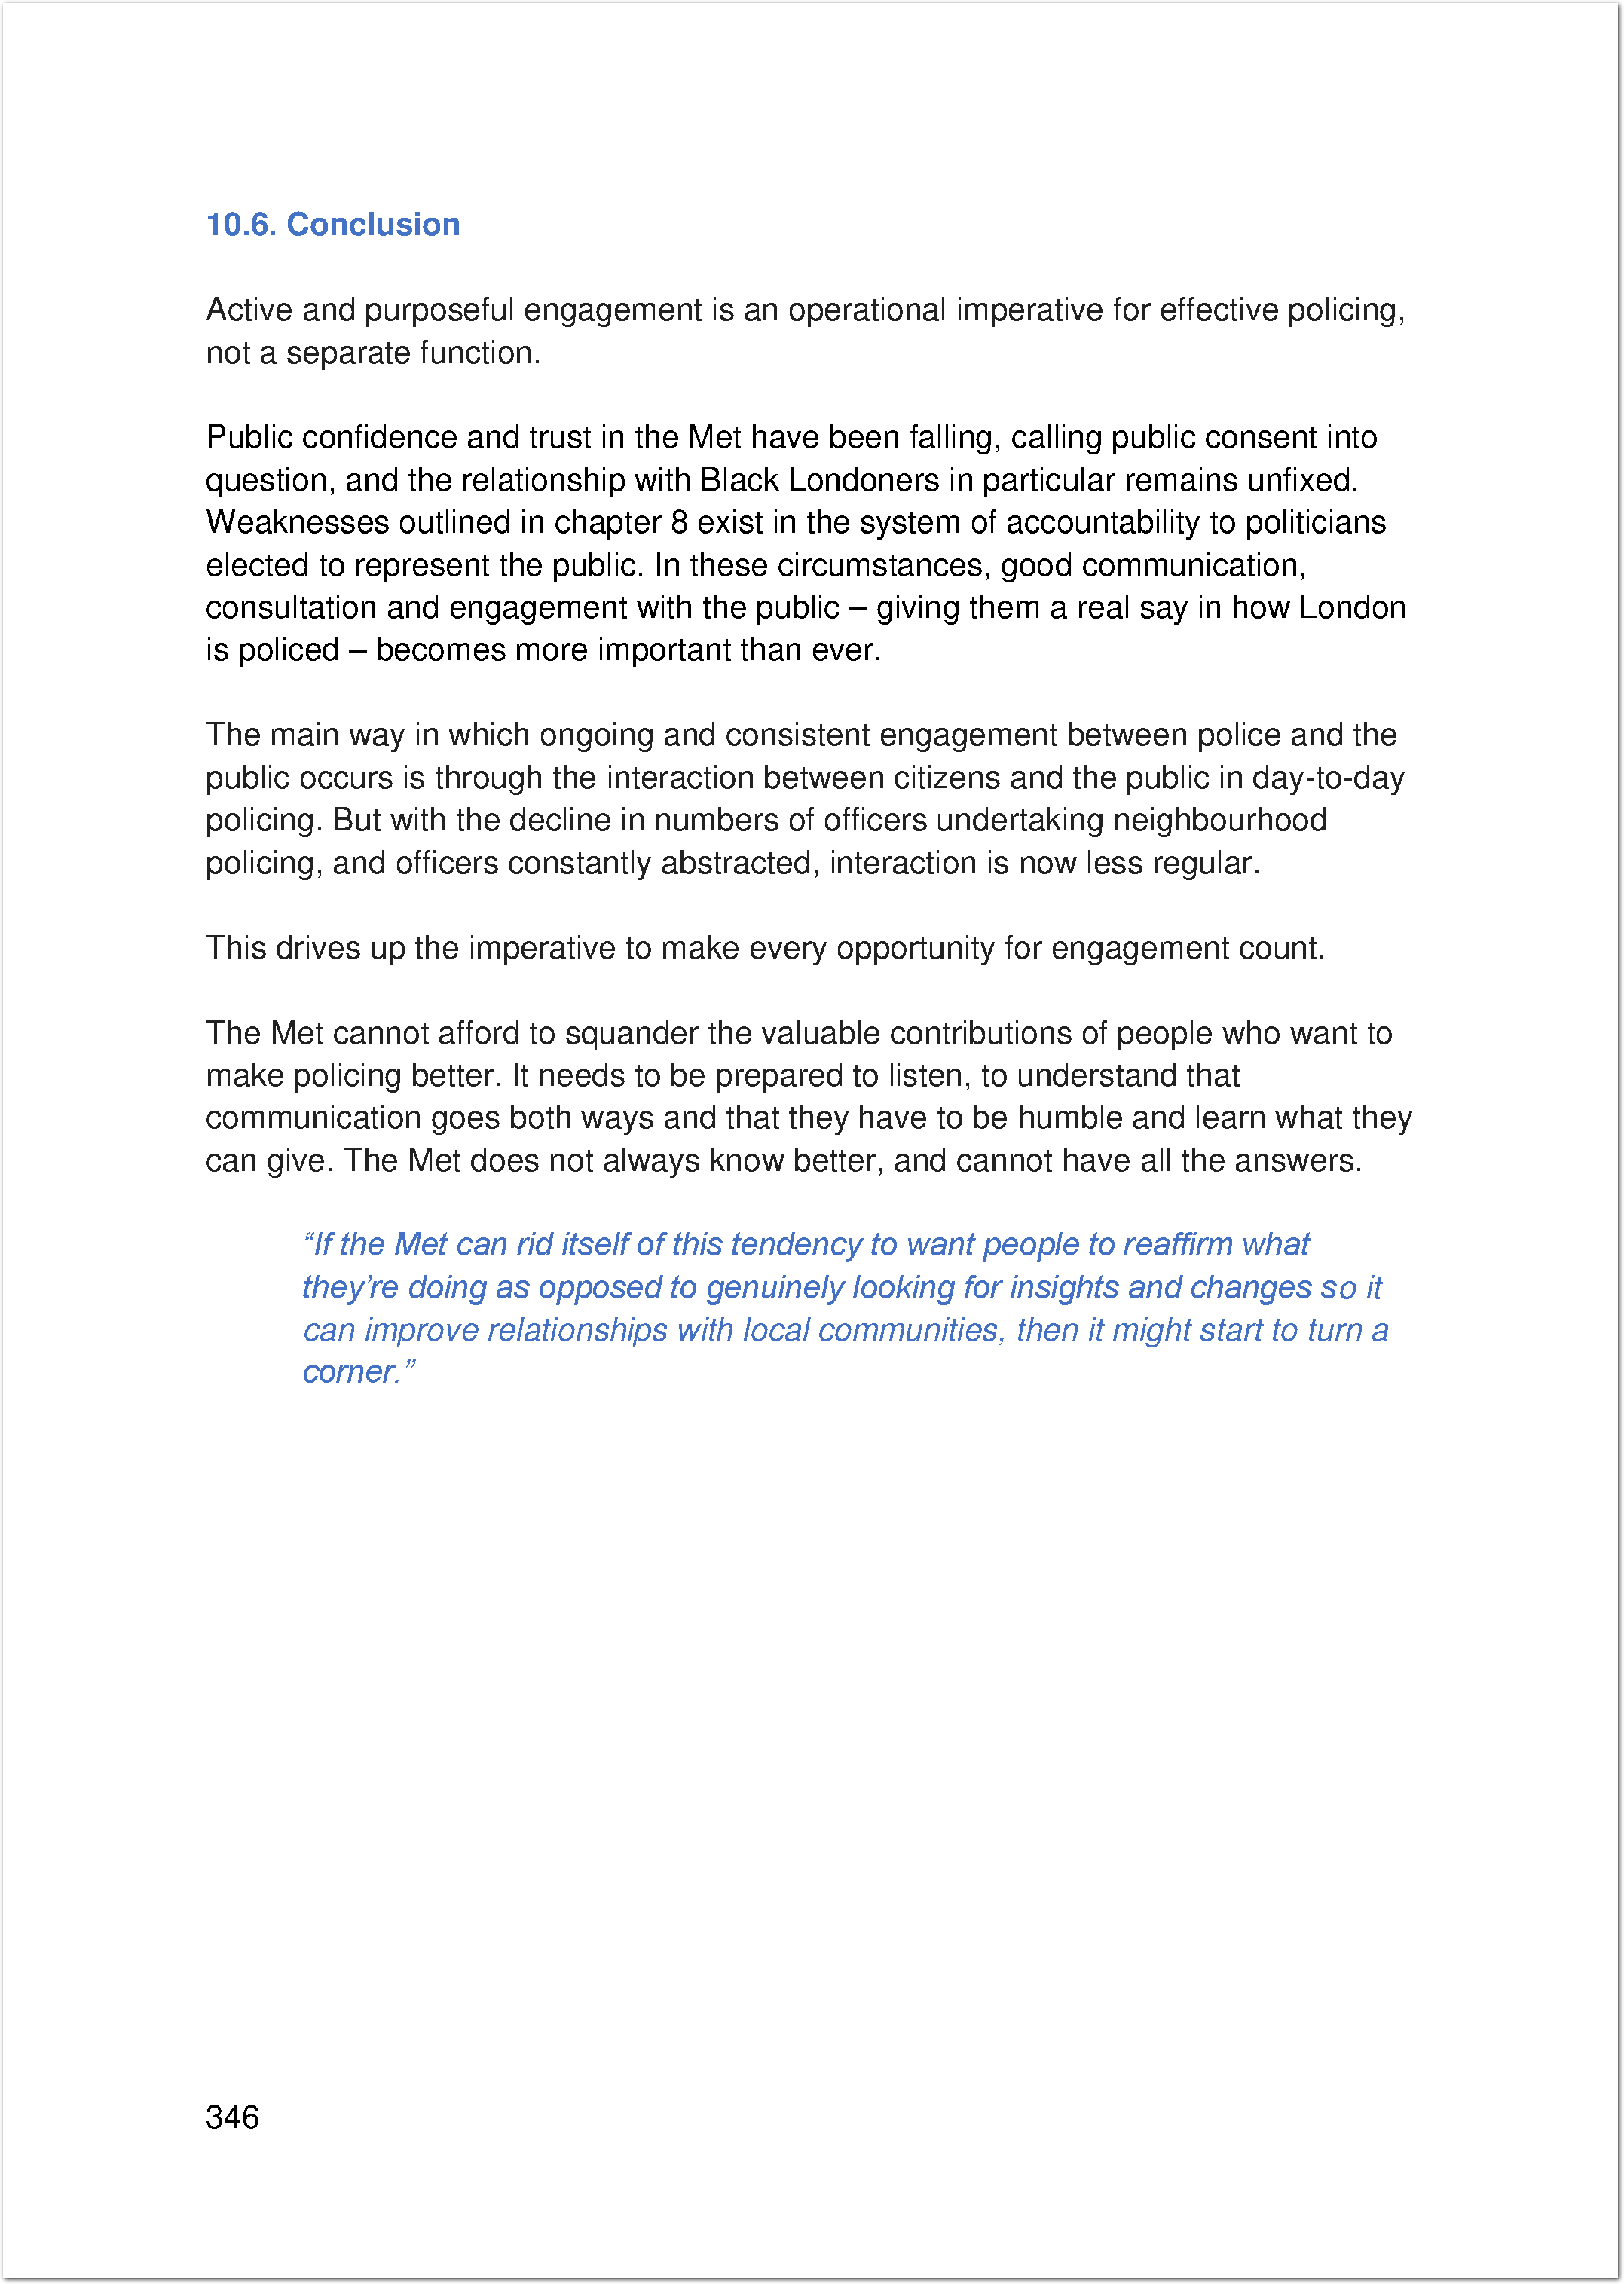 10.6. Conclusion
Active and purposeful engagement is an operational imperative for effective policing,
not a separate function.
Public confidence and trust in the Met have been falling, calling public consent into
question, and the relationship with Black Londoners in particular remains unfixed.
Weaknesses outlined in chapter 8 exist in the system of accountability to politicians
elected to represent the public. In these circumstances, good communication,
consultation and engagement with the public – giving them a real say in how London
is policed – becomes more important than ever.
The main way in which ongoing and consistent engagement between police and the
public occurs is through the interaction between citizens and the public in day-to-day
policing. But with the decline in numbers of officers undertaking neighbourhood
policing, and officers constantly abstracted, interaction is now less regular.
This drives up the imperative to make every opportunity for engagement count.
The Met cannot afford to squander the valuable contributions of people who want to
make policing better. It needs to be prepared to listen, to understand that
communication goes both ways and that they have to be humble and learn what they
can give. The Met does not always know better, and cannot have all the answers.
“If the Met can rid itself of this tendency to want people to reaffirm what
they’re doing as opposed to genuinely looking for insights and changes so it
can improve relationships with local communities, then it might start to turn a
corner.”
346